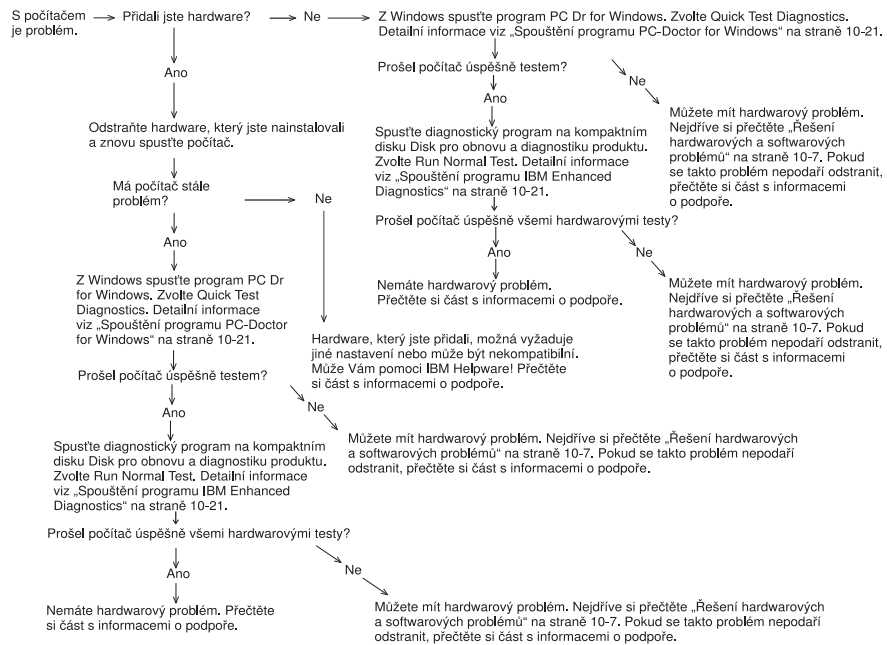 S počítačem
je problém.
Přidali jste hardware?
Ne
Z Windows spusťte program PC Dr for Windows. Zvolte Quick Test Diagnostics.
Detailní informace viz „Spouštění programu PC-Doctor for Windows“ na straně 10-21.
Prošel počítač úspěšně testem?
Ne
Ano
Můžete mít hardwarový problém.
Nejdříve si přečtěte „Řešení
hardwarových a softwarových
problémů“ na straně 10-7. Pokud
se takto problém nepodaří odstranit,
přečtěte si část s informacemi
o podpoře.
Spusťte diagnostický program na kompaktním
disku Disk pro obnovu a diagnostiku produktu.
Zvolte Run Normal Test. Detailní informace
viz „Spouštění programu IBM Enhanced
Diagnostics“ na straně 10-21.
Prošel počítač úspěšně všemi hardwarovými testy?
Ano
Ne
Nemáte hardwarový problém.
Přečtěte si část s informacemi o podpoře.
Můžete mít hardwarový problém.
Nejdříve si přečtěte „Řešení
hardwarových a softwarových
problémů“ na straně 10-7. Pokud
se takto problém nepodaří odstranit,
přečtěte si část s informacemi
o podpoře.
Ano
Odstraňte hardware, který jste nainstalovali
a znovu spusťte počítač.
Má počítač stále
problém?
Ne
Hardware, který jste přidali, možná vyžaduje
jiné nastavení nebo může být nekompatibilní.
Může Vám pomoci IBM Helpware! Přečtěte
si část s informacemi o podpoře.
Ano
Z Windows spusťte program PC Dr
for Windows. Zvolte Quick Test
Diagnostics. Detailní informace
viz „Spouštění programu PC-Doctor
for Windows“ na straně 10-21.
Prošel počítač úspěšně testem?
Ano
Ne
Můžete mít hardwarový problém. Nejdříve si přečtěte „Řešení hardwarových
a softwarových problémů“ na straně 10-7. Pokud se takto problém nepodaří
odstranit, přečtěte si část s informacemi o podpoře.
Spusťte diagnostický program na kompaktním
disku Disk pro obnovu a diagnostiku produktu.
Zvolte Run Normal Test. Detailní informace
viz „Spouštění programu IBM Enhanced
Diagnostics“ na straně 10-21.
Prošel počítač úspěšně všemi hardwarovými testy?
Ano
Ne
Nemáte hardwarový problém. Přečtěte
si část s informacemi o podpoře.
Můžete mít hardwarový problém. Nejdříve si přečtěte „Řešení hardwarových
a softwarových problémů“ na straně 10-7. Pokud se takto problém nepodaří
odstranit, přečtěte si část s informacemi o podpoře.